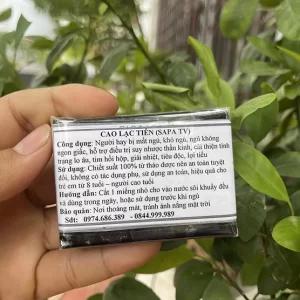 CAO LẠC TIÊN (SAPA TV)
Công dụng: Người hay bị mất ngủ, khó ngủ, ngủ không
ngon giấc, hỗ trợ điều trị suy nhược thần kinh, cải thiện tình
trạng lo âu, tim hồi hộp, giải nhiệt, tiêu độc, lợi tiểu
Sử dụng: Chiết suất 100% từ thảo dược nên an toàn tuyệt
đối, không có tác dụng phụ, sử dụng an toàn, hiệu quả cho
trẻ em từ 8 tuổi – người cao tuổi
Hướng dẫn: Cắt 1 miếng nhỏ cho vào nước sôi khuấy đều
và dùng trong ngày, hoặc sử dụng trước khi ngủ
Bảo quản: Nơi thoáng mát, tránh ánh nắng mặt trời
Sđt: 0974.686.389 - 0844.999.989